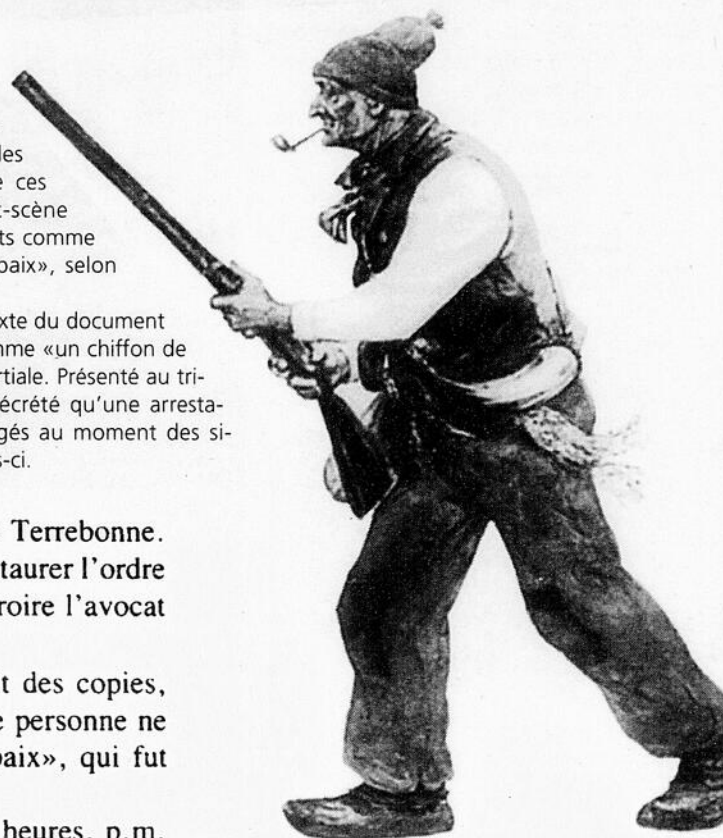 les
ces
-scène
ts comme
paix», selon
xte du document
mme «un chiffon de
rtiale. Présenté au tri-
écrété qu'une arresta-
gés au moment des si-
s-ci.
Terrebonne.
taurer l'ordre
roire l'avocat
t des copies,
e personne ne
paix», qui fut
heures, p.m.